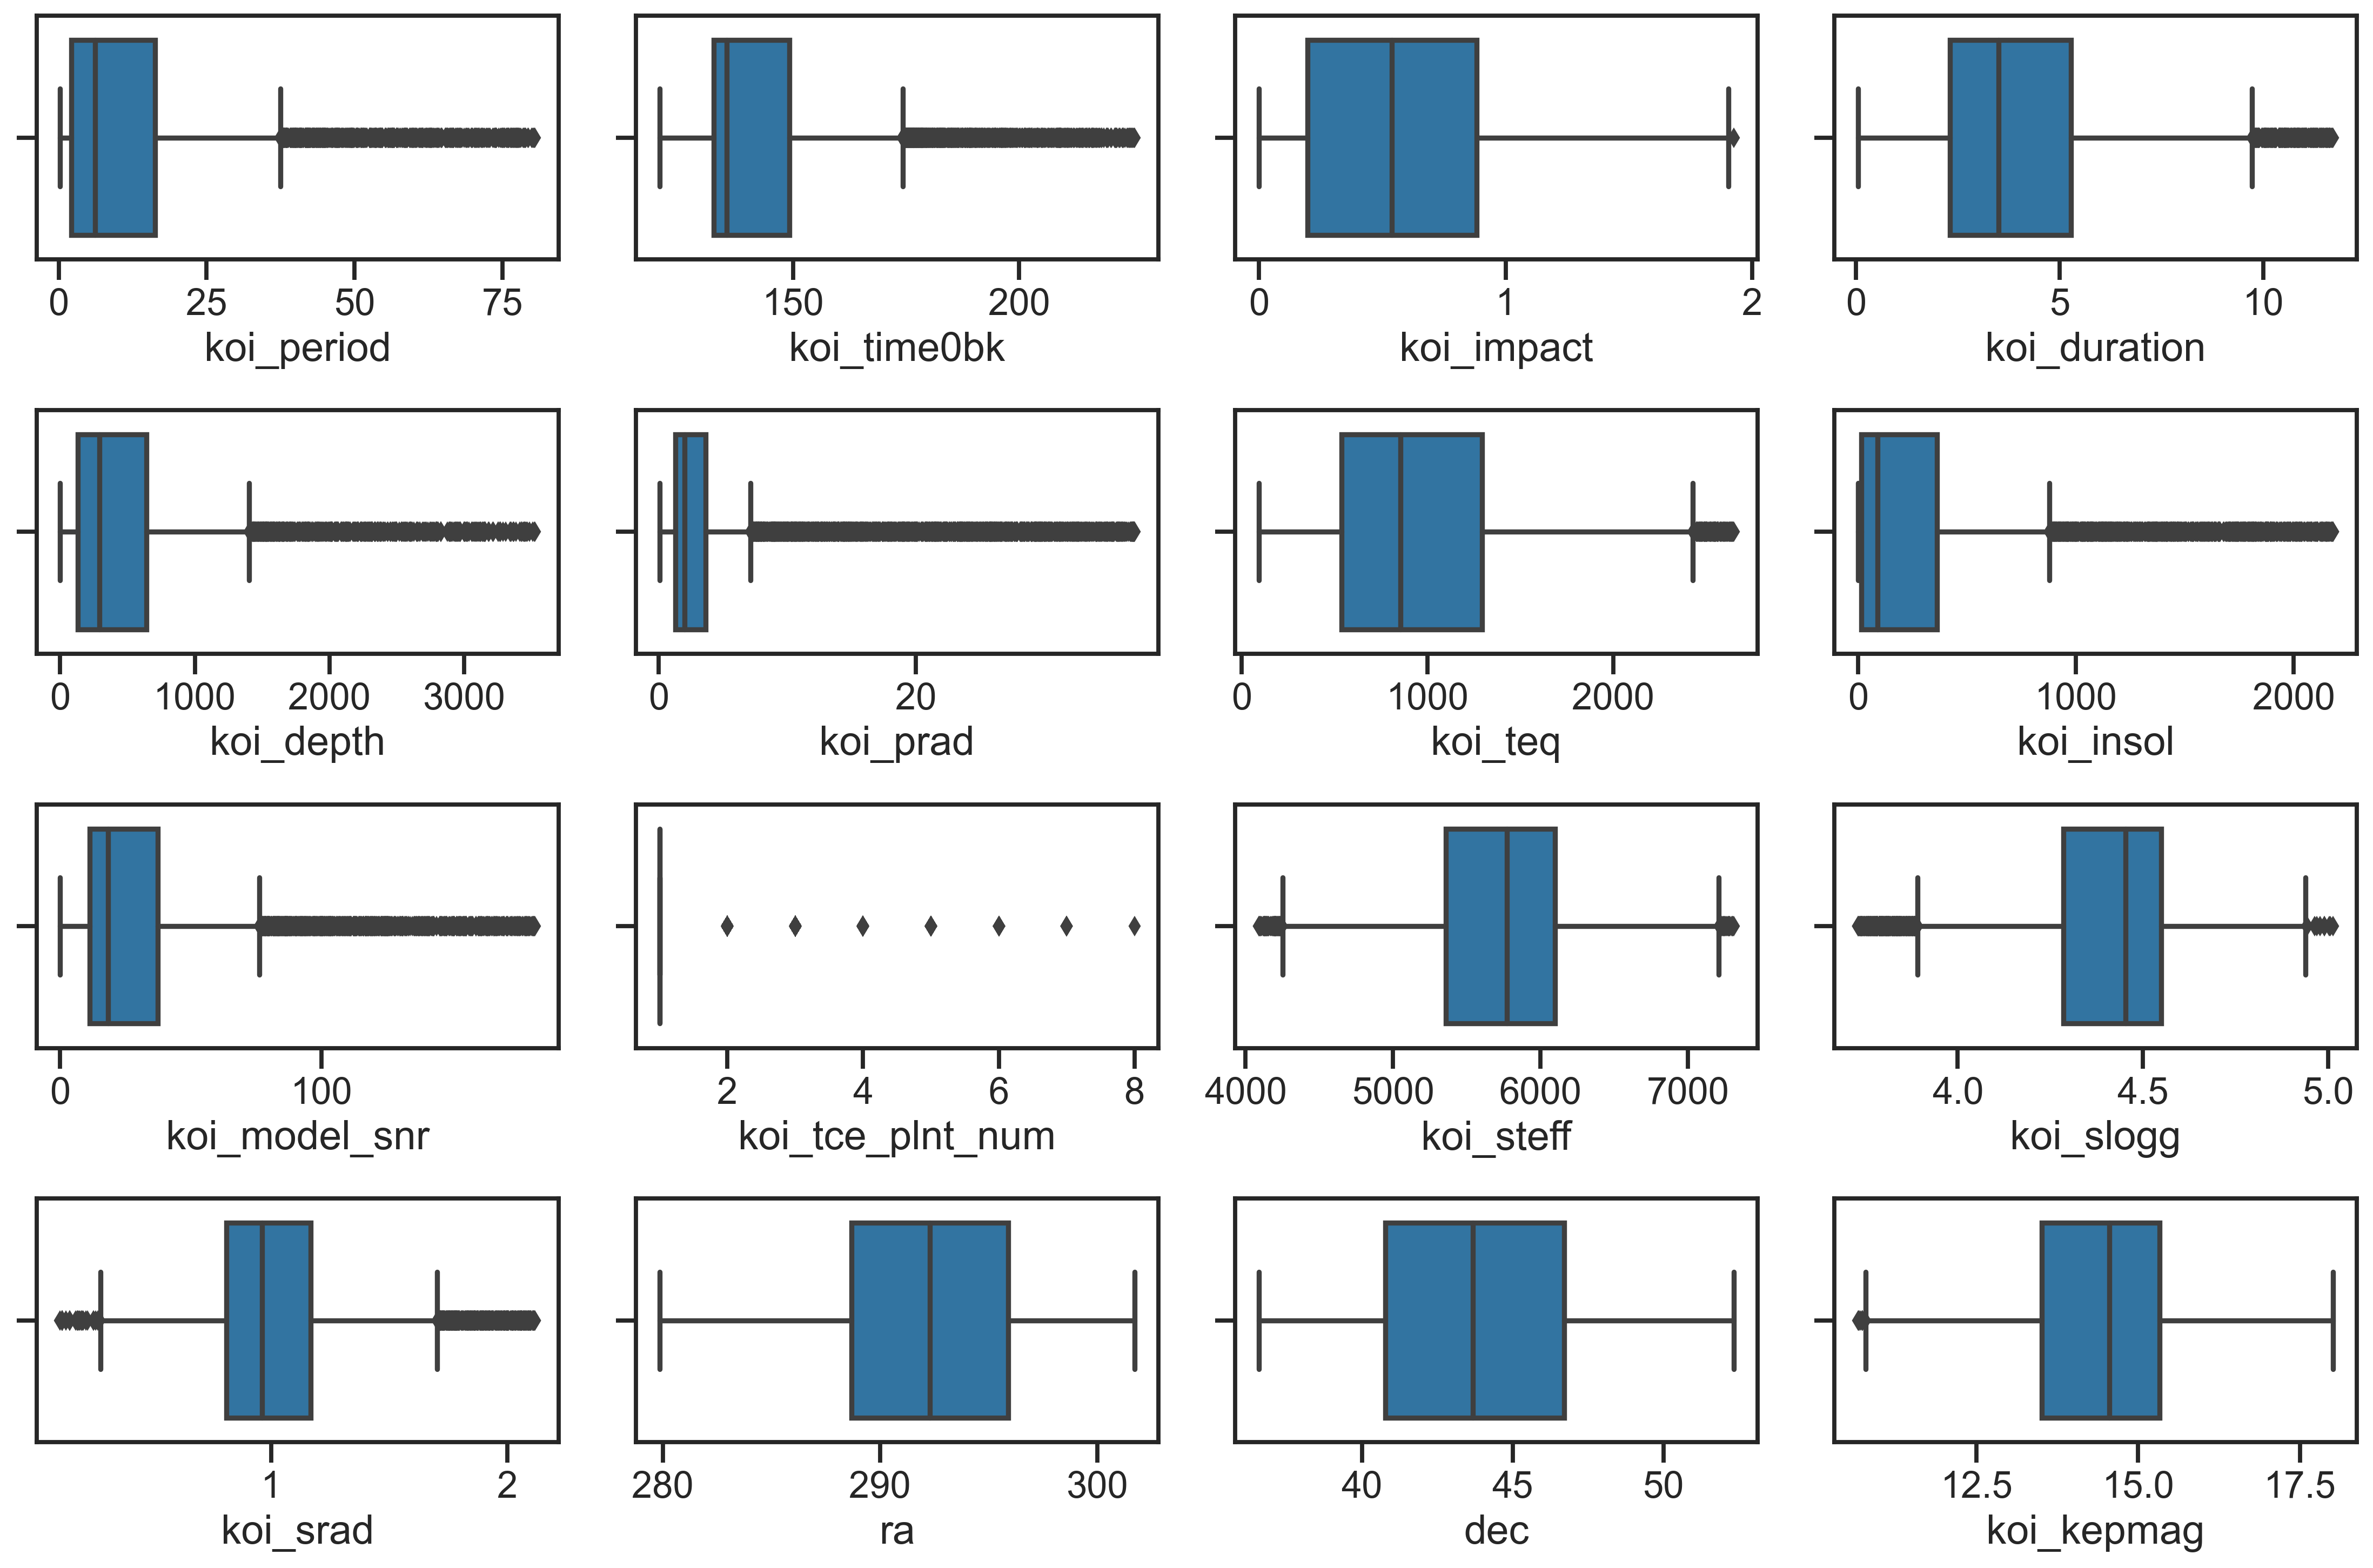 0 25 50 75
koi_period
150 200
koi_time0bk
0 1 2
koi_impact
0 5 10
koi_duration
0 1000 2000 3000
koi_depth
0 20
koi_prad
0 1000 2000
koi_teq
0 1000 2000
koi_insol
0 100
koi_model_snr
2 4 6 8
koi_tce_plnt_num
4000 5000 6000 7000
koi_steff
4.0 4.5 5.0
koi_slogg
1 2
koi_srad
280 290 300
ra
40 45 50
dec
12.5 15.0 17.5
koi_kepmag